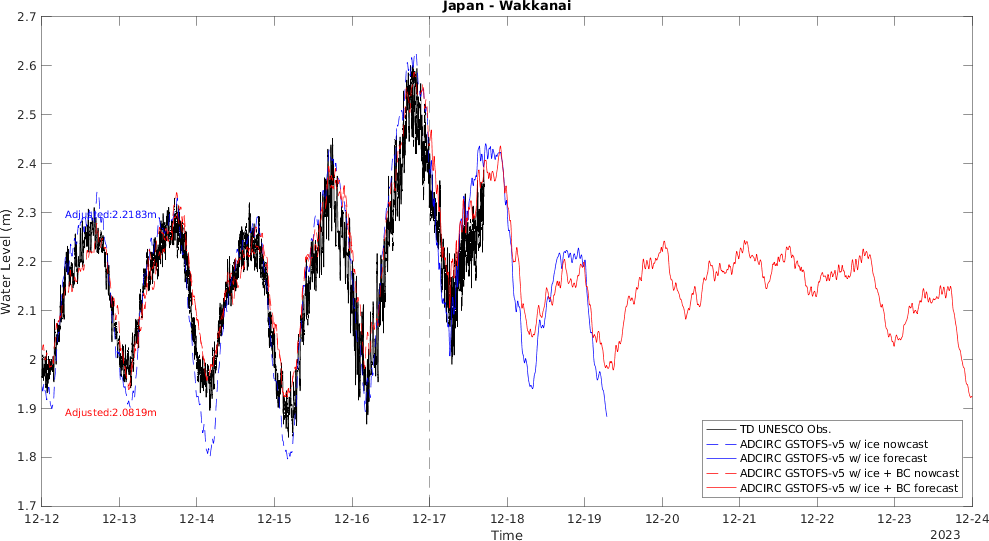 Japan - Wakkanai
2.7
2.6
2.5
2.4
2.3
2.2
2.1
2
1.9
1.8
1.7
Water Level (m)
Adjusted:2.2183m
Adjusted:2.0819m
TD UNESCO Obs.
ADCIRC GSTOFS-v5 w/ ice nowcast
ADCIRC GSTOFS-v5 w/ ice forecast
ADCIRC GSTOFS-v5 w/ ice + BC nowcast
ADCIRC GSTOFS-v5 w/ ice + BC forecast
12-12 12-13 12-14 12-15 12-16 12-17 12-18 12-19 12-20 12-21 12-22 12-23 12-24
Time
2023